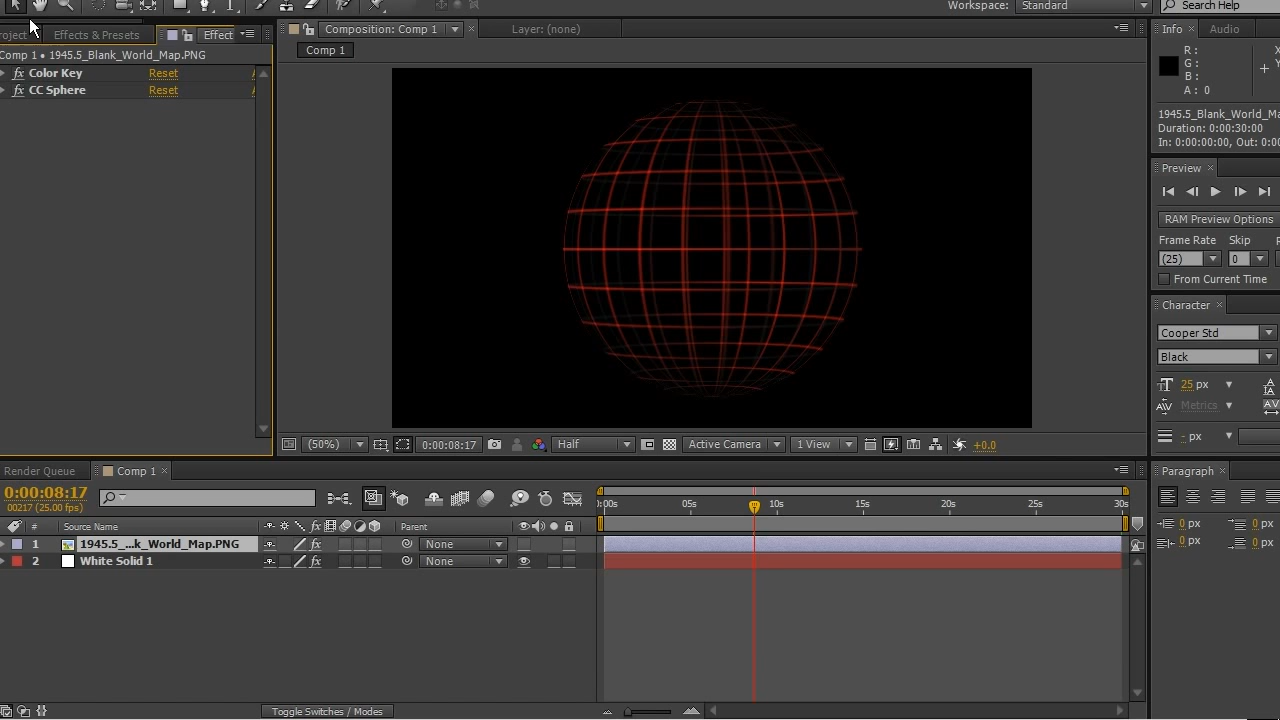 Workspace: Standard Search Help
roject Effects & Presets Effect
Composition: Comp 1 Layer: (none)
Info Audio
Comp 1 • 1945.5_Blank_World_Map.PNG
Comp 1
Color Key Reset
CC Sphere Reset
R :
G :
B :
A : 0
X
Y
1945.5_Blank_World_Ma
Duration: 0:00:30:00
In: 0:00:00:00, Out: 0:00
Preview
RAM Preview Options
Frame Rate Skip
(25) 0
From Current Time
Character
Cooper Std
Black
25 px
Metrics
- px
(50%) 0:00:08:17 Half Active Camera 1 View +0.0
Render Queue Comp 1
0:00:08:17
00217 (25.00 fps)
:00s 05s 10s 15s 20s 25s 30s
# Source Name fx Parent
1 1945.5_...k_World_Map.PNG fx None
2 White Solid 1 fx None
Paragraph
0 px 0 px
0 px 0 px
Toggle Switches / Modes